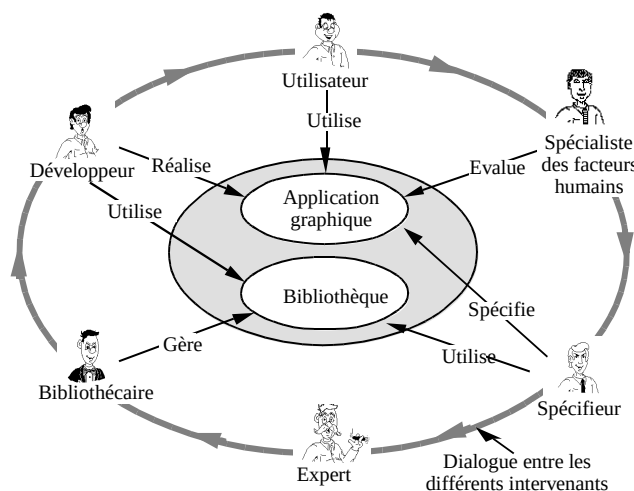 Utilisateur
Utilise
Spécialiste
des facteurs
humains
Développeur
Réalise
Evalue
Utilise
Application
graphique
Bibliothèque
Spécifie
Gère
Utilise
Bibliothécaire
Spécifieur
Expert
Dialogue entre les
différents intervenants